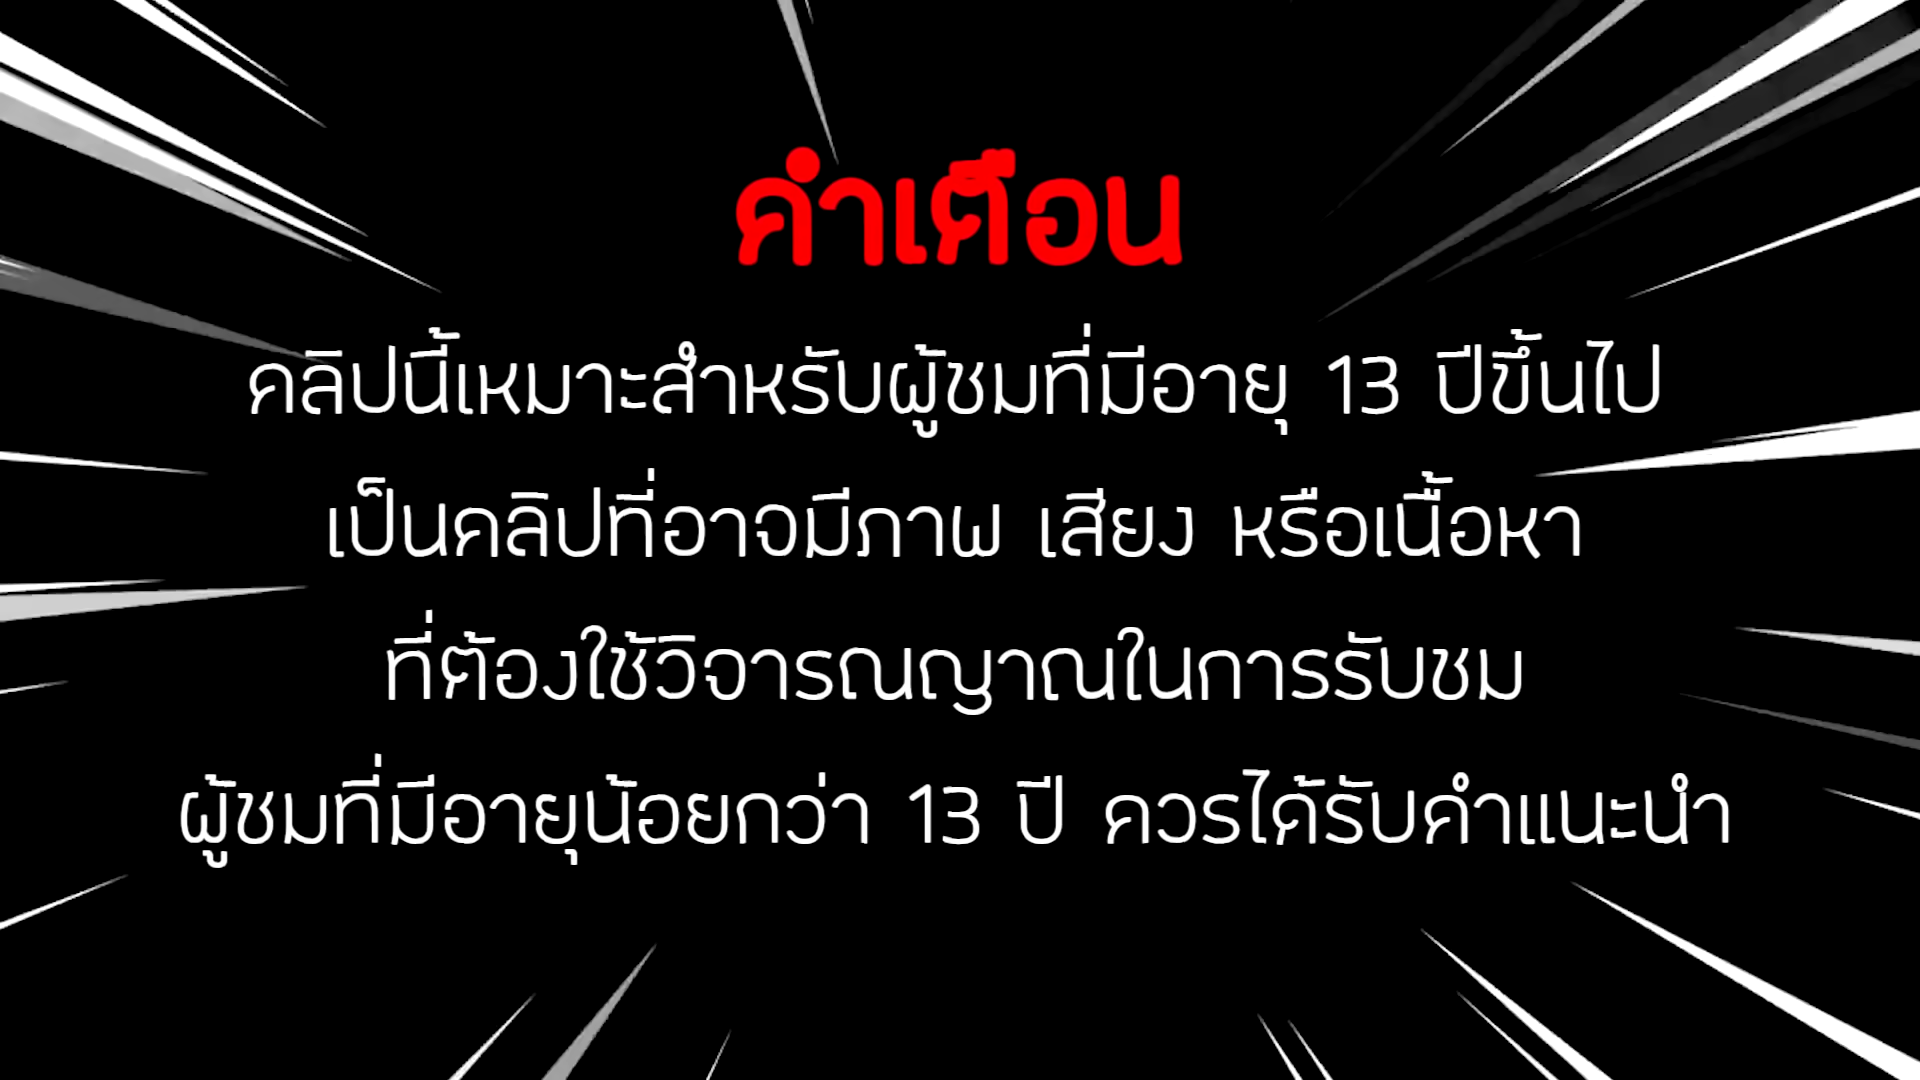 คำเตือน
คลิปนี้เหมาะสำหรับผู้ชมที่มีอายุ 13 ปีขึ้นไป
เป็นคลิปที่อาจมีภาพ เสียง หรือเนื้อหา
ที่ต้องใช้วิจารณญาณในการรับชม
ผู้ชมที่มีอายุน้อยกว่า 13 ปี ควรได้รับคำแนะนำ